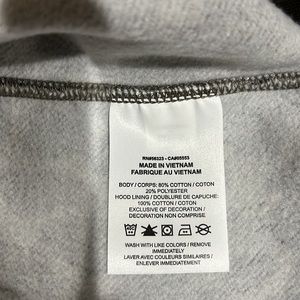 RN#56323 - CA#05553
MADE IN VIETNAM
FABRIQUE AU VIETNAM
BODY / CORPS: 80% COTTON / COTON
20% POLYESTER
HOOD LINING / DOUBLURE DE CAPUCHE:
100% COTTON / COTON
EXCLUSIVE OF DECORATION /
DECORATION NON COMPRISE
WASH WITH LIKE COLORS / REMOVE
IMMEDIATELY
LAVER AVEC COULEURS SIMILAIRES /
ENLEVER IMMEDIATEMENT